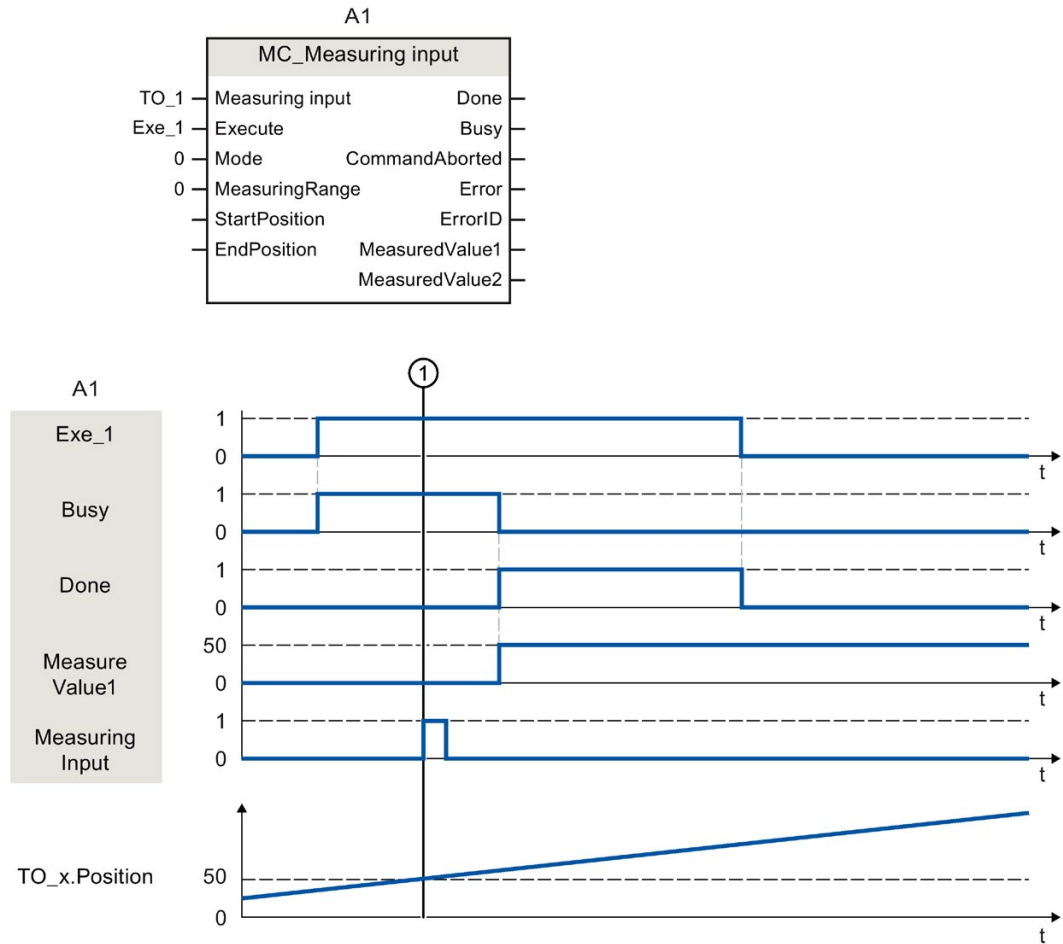 A1
MC_Measuring input
TO_1 Measuring input Done
Exe_1 Execute Busy
0 Mode CommandAborted
0 MeasuringRange Error
StartPosition ErrorID
EndPosition MeasuredValue1
MeasuredValue2
1
A1
Exe_1
1
0
t
Busy
1
0
t
Done
1
0
t
Measure
Value1
50
0
t
Measuring
Input
1
0
t
TO_x.Position
50
0
t